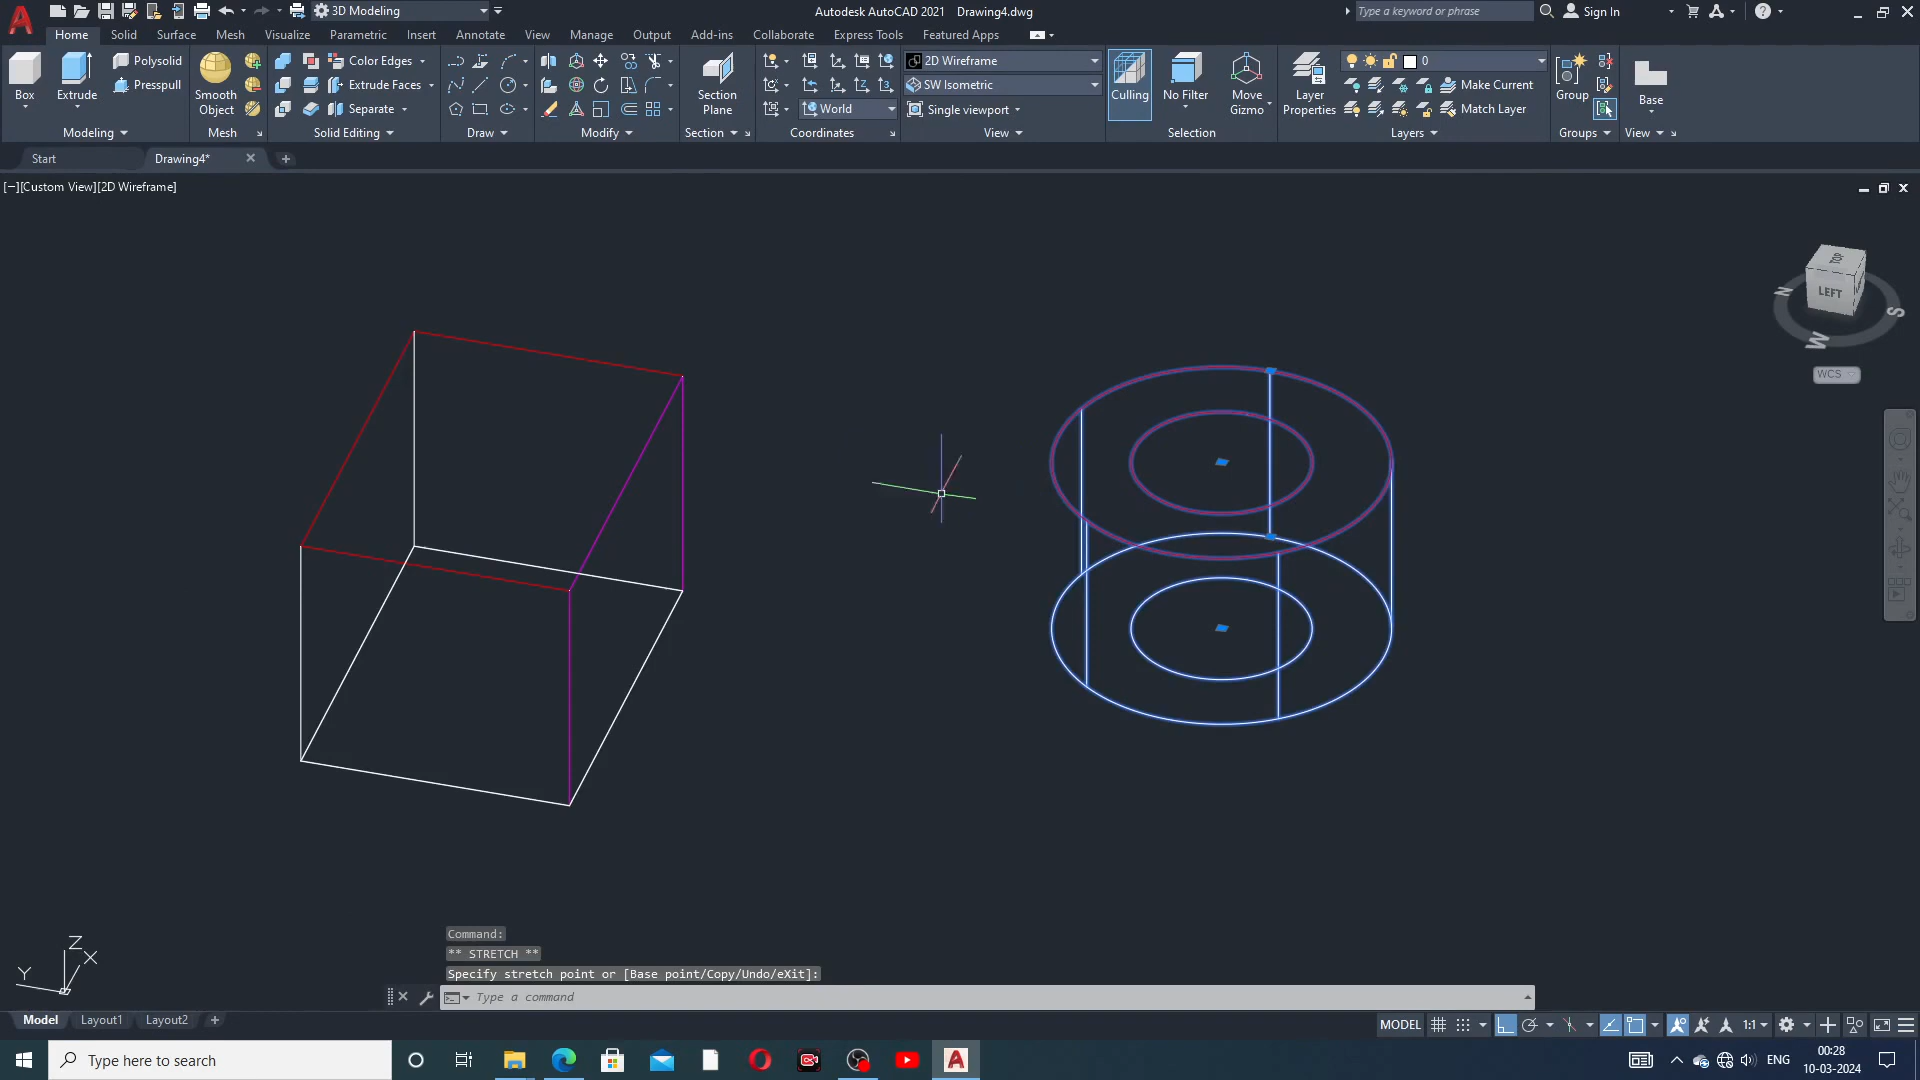 3D Modeling
Autodesk AutoCAD 2021 Drawing4.dwg
Type a keyword or phrase
Sign In
Home Solid Surface Mesh Visualize Parametric Insert Annotate View Manage Output Add-ins Collaborate Express Tools Featured Apps
Box
Extrude
Polysolid
Presspull
Modeling
Smooth
Object
Mesh
Color Edges
Extrude Faces
Separate
Solid Editing
Draw
Modify
Section
Plane
Section
World
Coordinates
2D Wireframe
SW Isometric
Single viewport
View
Culling
No Filter
Move
Gizmo
Selection
Layer
Properties
0
Make Current
Match Layer
Layers
Group
Groups
Base
View
Start
Drawing4*
[−][Custom View][2D Wireframe]
TOP
LEFT
N
S
W
WCS
Z
X
Y
Command:
** STRETCH **
Specify stretch point or [Base point/Copy/Undo/eXit]:
Type a command
Model Layout1 Layout2
MODEL
1:1
Type here to search
ENG
00:28
10-03-2024